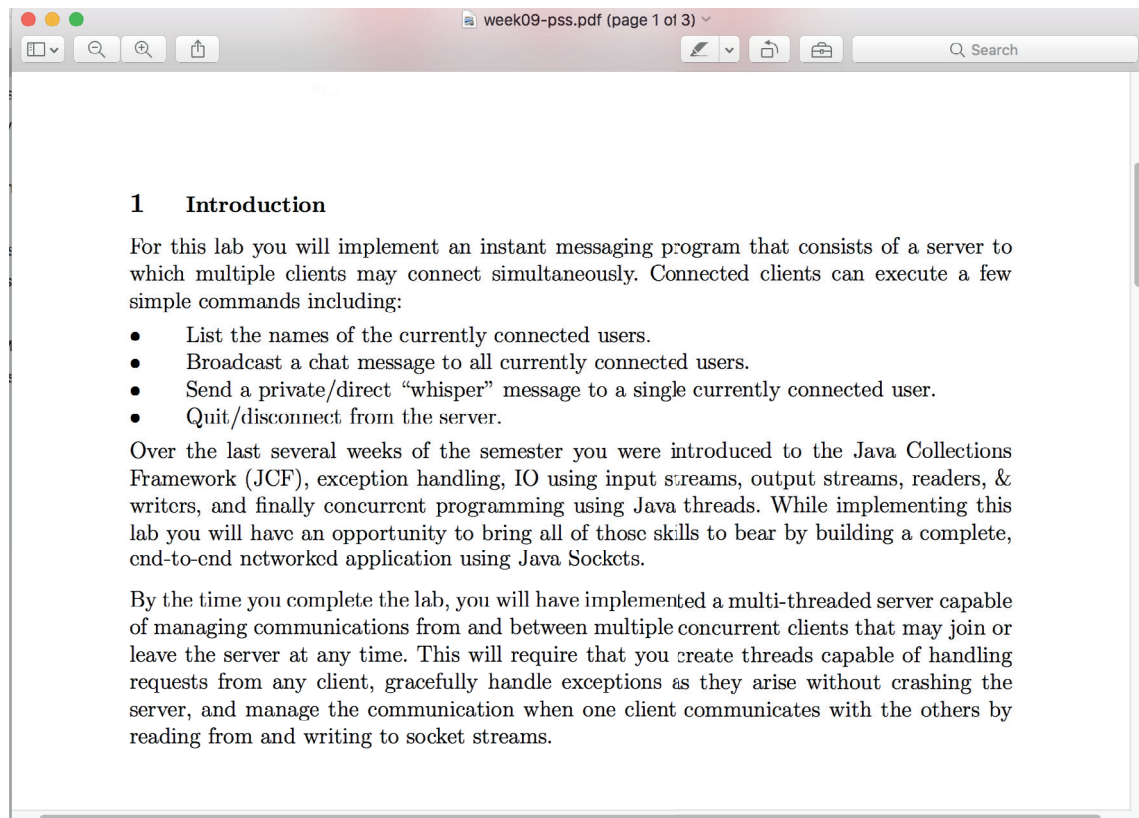 week09-pss.pdf (page 1 of 3)
Search
1 Introduction
For this lab you will implement an instant messaging program that consists of a server to
which multiple clients may connect simultaneously. Connected clients can execute a few
simple commands including:
• List the names of the currently connected users.
• Broadcast a chat message to all currently connected users.
• Send a private/direct “whisper” message to a single currently connected user.
• Quit/disconnect from the server.
Over the last several weeks of the semester you were introduced to the Java Collections
Framework (JCF), exception handling, IO using input streams, output streams, readers, &
writers, and finally concurrent programming using Java threads. While implementing this
lab you will have an opportunity to bring all of those skills to bear by building a complete,
end-to-end networked application using Java Sockets.
By the time you complete the lab, you will have implemented a multi-threaded server capable
of managing communications from and between multiple concurrent clients that may join or
leave the server at any time. This will require that you create threads capable of handling
requests from any client, gracefully handle exceptions as they arise without crashing the
server, and manage the communication when one client communicates with the others by
reading from and writing to socket streams.